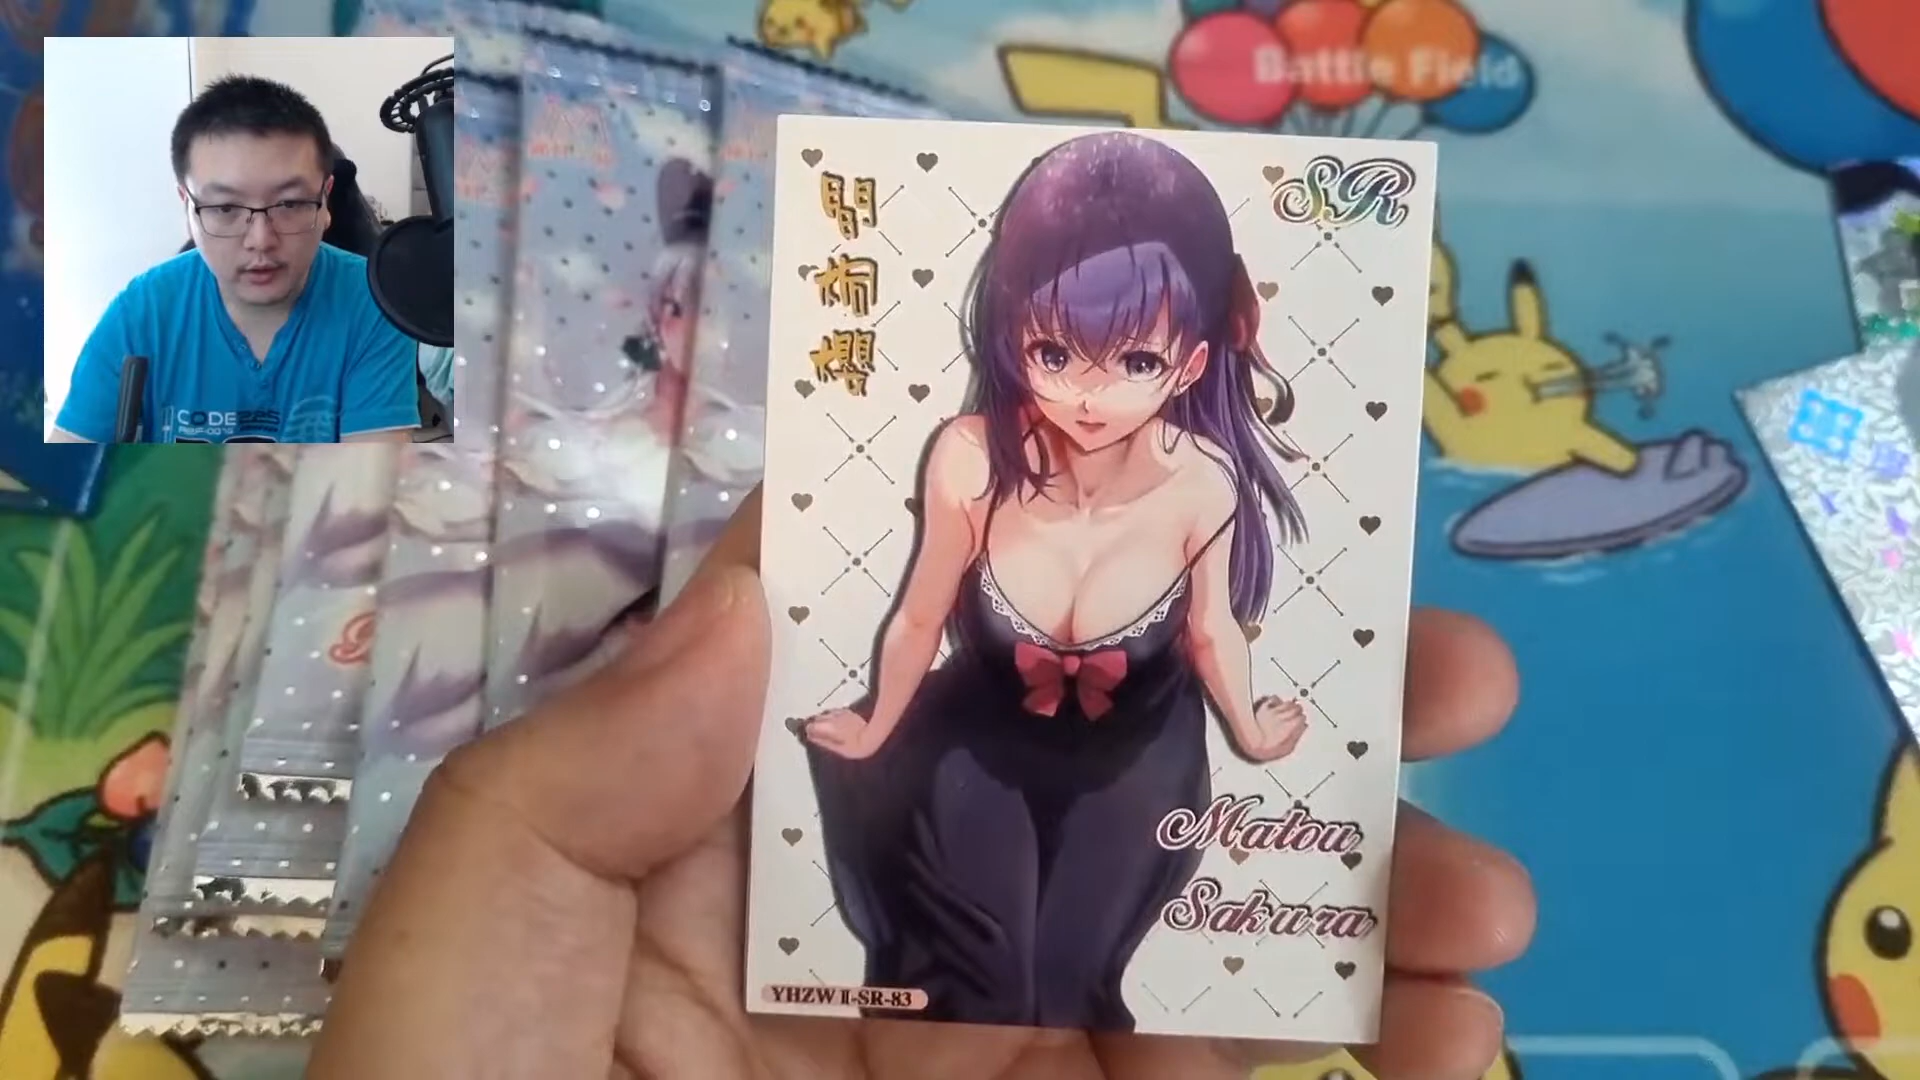 Battle Field
SR
間桐櫻
CODE
Matou
Sakura
YHZW II-SR-83